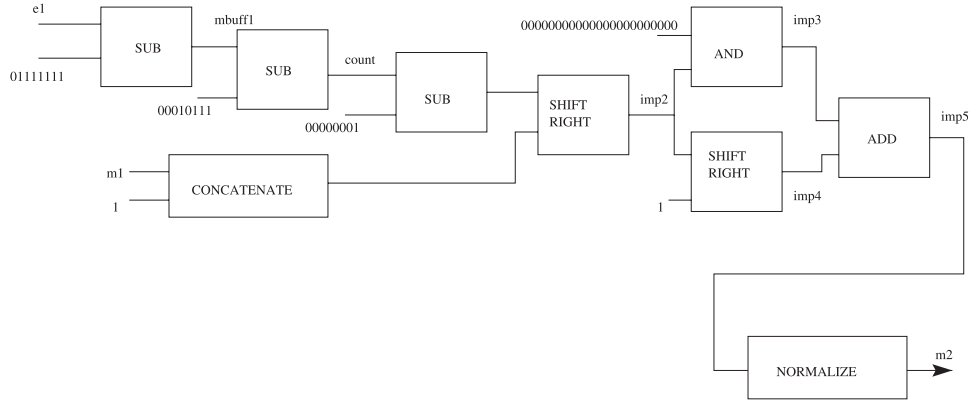 e1
mbuff1
00000000000000000000000
imp3
SUB
AND
01111111
SUB
count
00010111
SUB
SHIFT
RIGHT
imp2
imp5
00000001
ADD
SHIFT
RIGHT
m1
CONCATENATE
1
1
imp4
m2
NORMALIZE